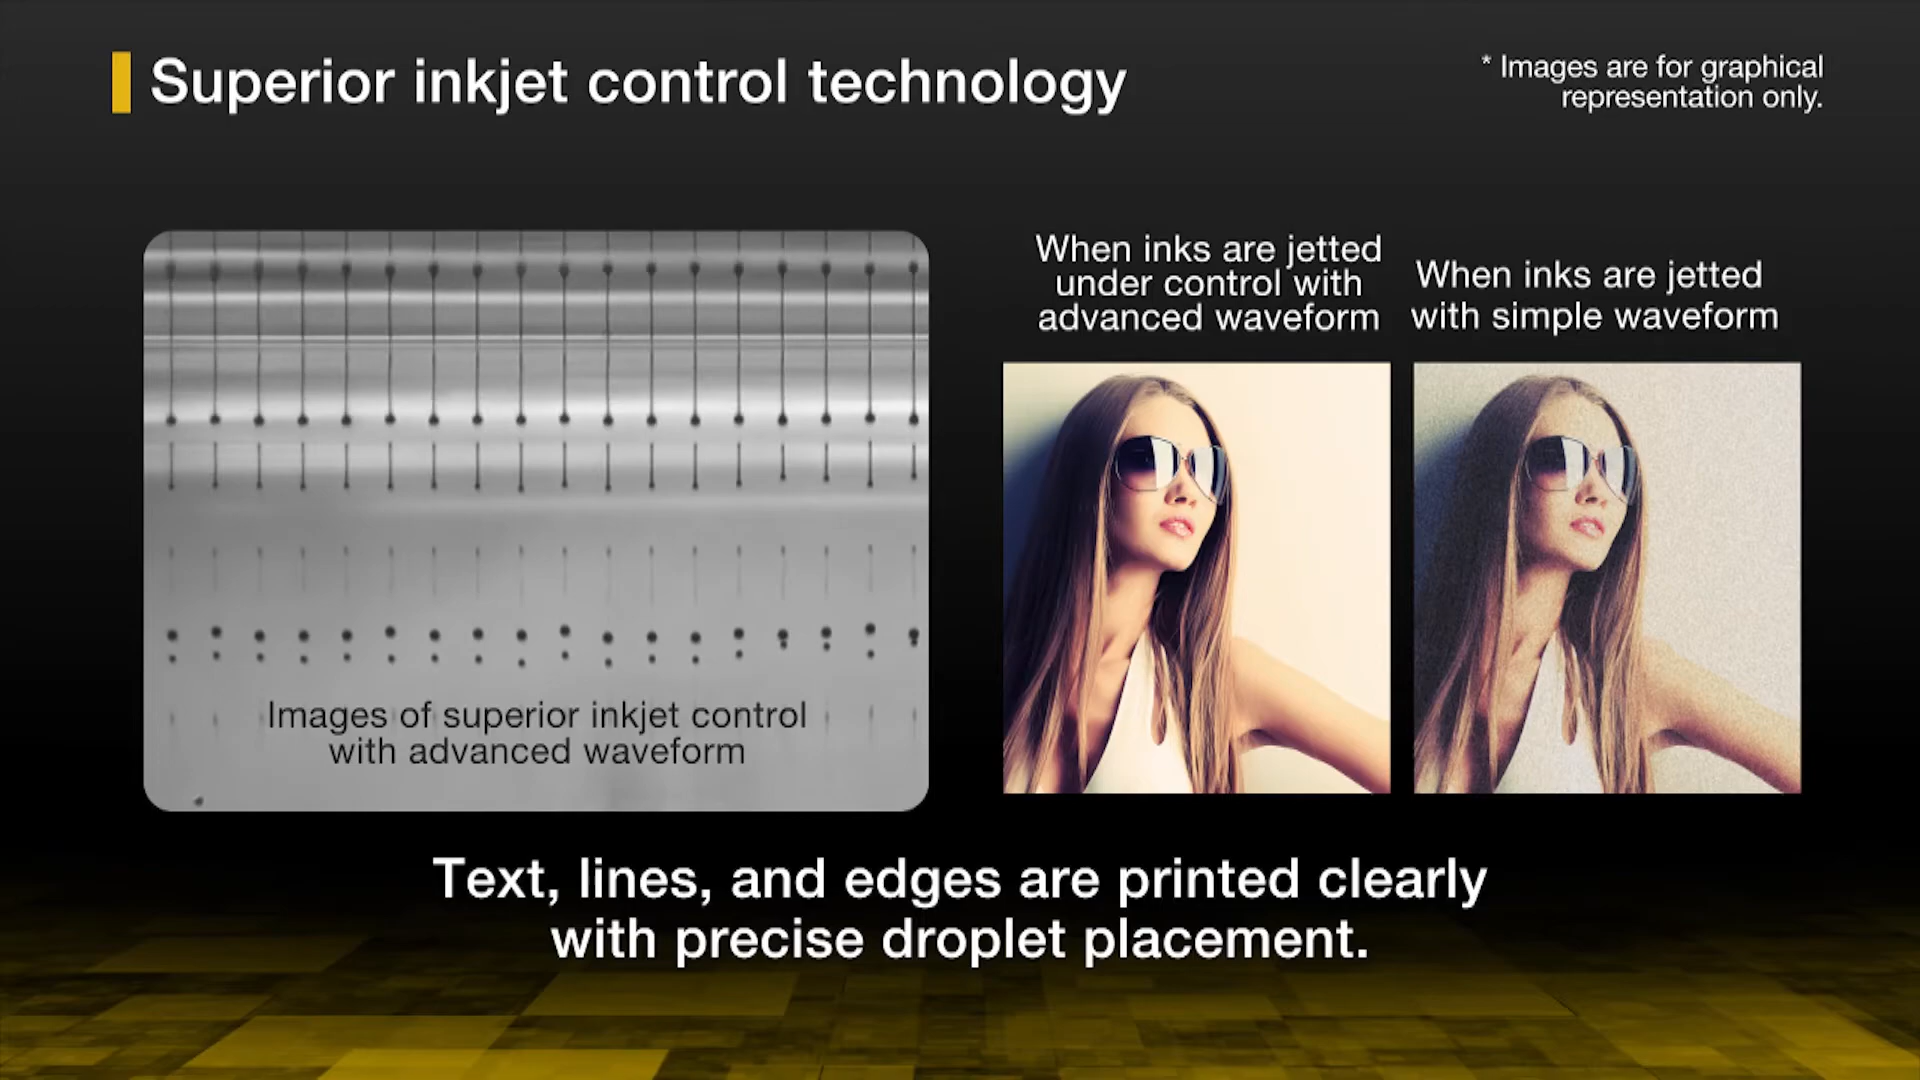 Superior inkjet control technology
* Images are for graphical
representation only.
When inks are jetted
under control with
advanced waveform
When inks are jetted
with simple waveform
Images of superior inkjet control
with advanced waveform
Text, lines, and edges are printed clearly
with precise droplet placement.